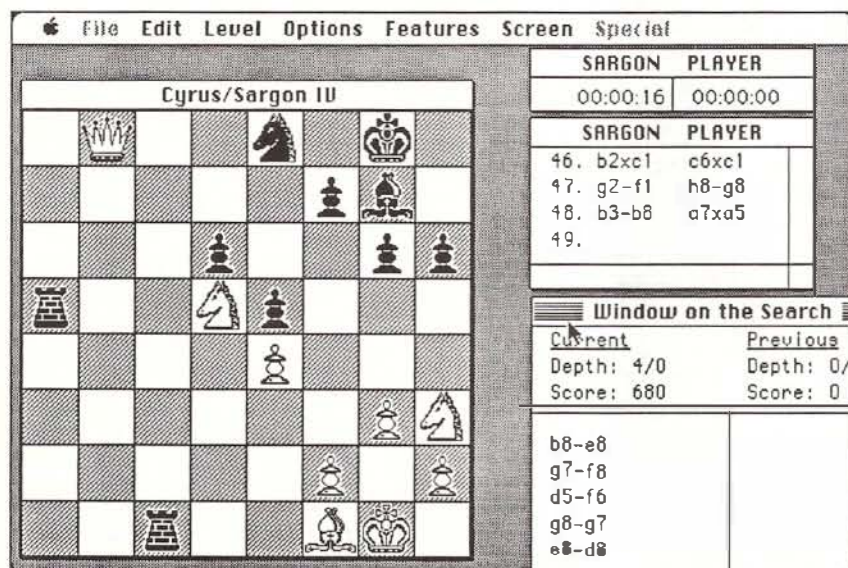 File Edit Level Options Features Screen Special
Cyrus/Sargon IV
SARGON PLAYER
00:00:16 00:00:00
SARGON PLAYER
46. b2xc1 c6xc1
47. g2-f1 h8-g8
48. b3-b8 a7xa5
49.
Window on the Search
Current Previous
Depth: 4/0 Depth: 0/
Score: 680 Score: 0
b8-e8
g7-f8
d5-f6
g8-g7
e8-d8